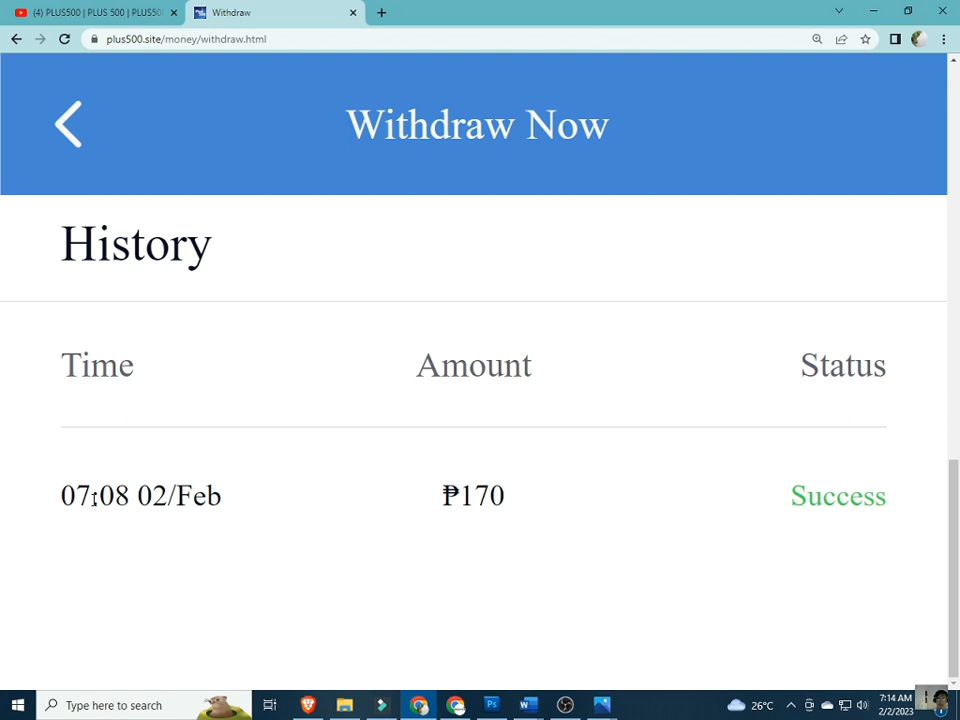 (4) PLUS500 | PLUS 500 | PLUS50
Withdraw
plus500.site/money/withdraw.html
Withdraw Now
History
Time Amount Status
07:08 02/Feb ₱170 Success
Type here to search
26°C
7:14 AM
2/2/2023